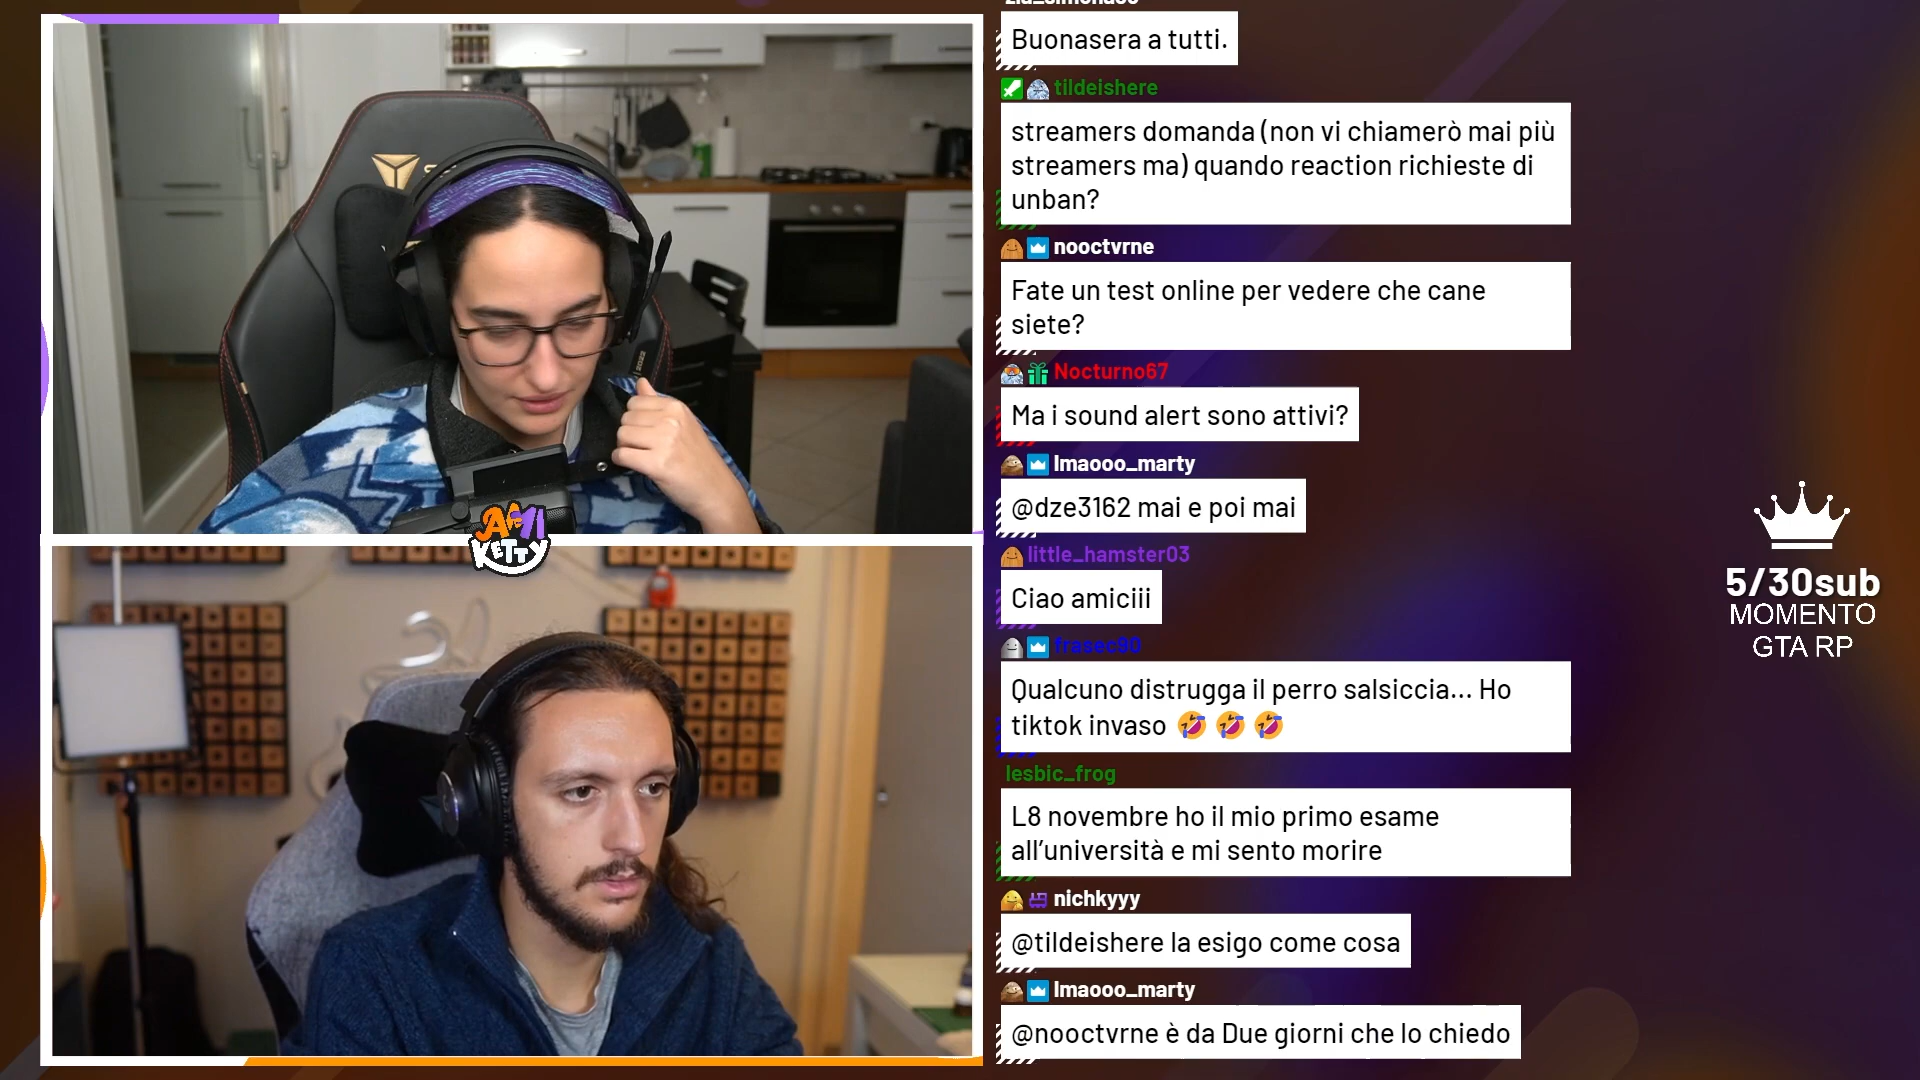 Buonasera a tutti.
tildeishere
streamers domanda (non vi chiamerò mai più
streamers ma) quando reaction richieste di
unban?
nooctvrne
Fate un test online per vedere che cane
siete?
Nocturno67
Ma i sound alert sono attivi?
lmaooo_marty
@dze3162 mai e poi mai
little_hamster03
Ciao amiciii
frasec90
Qualcuno distrugga il perro salsiccia... Ho
tiktok invaso 🤣 🤣 🤣
lesbic_frog
L8 novembre ho il mio primo esame
all’università e mi sento morire
nichkyyy
@tildeishere la esigo come cosa
lmaooo_marty
@nooctvrne è da Due giorni che lo chiedo
5/30sub
MOMENTO
GTA RP
AMI
KETTY
2022